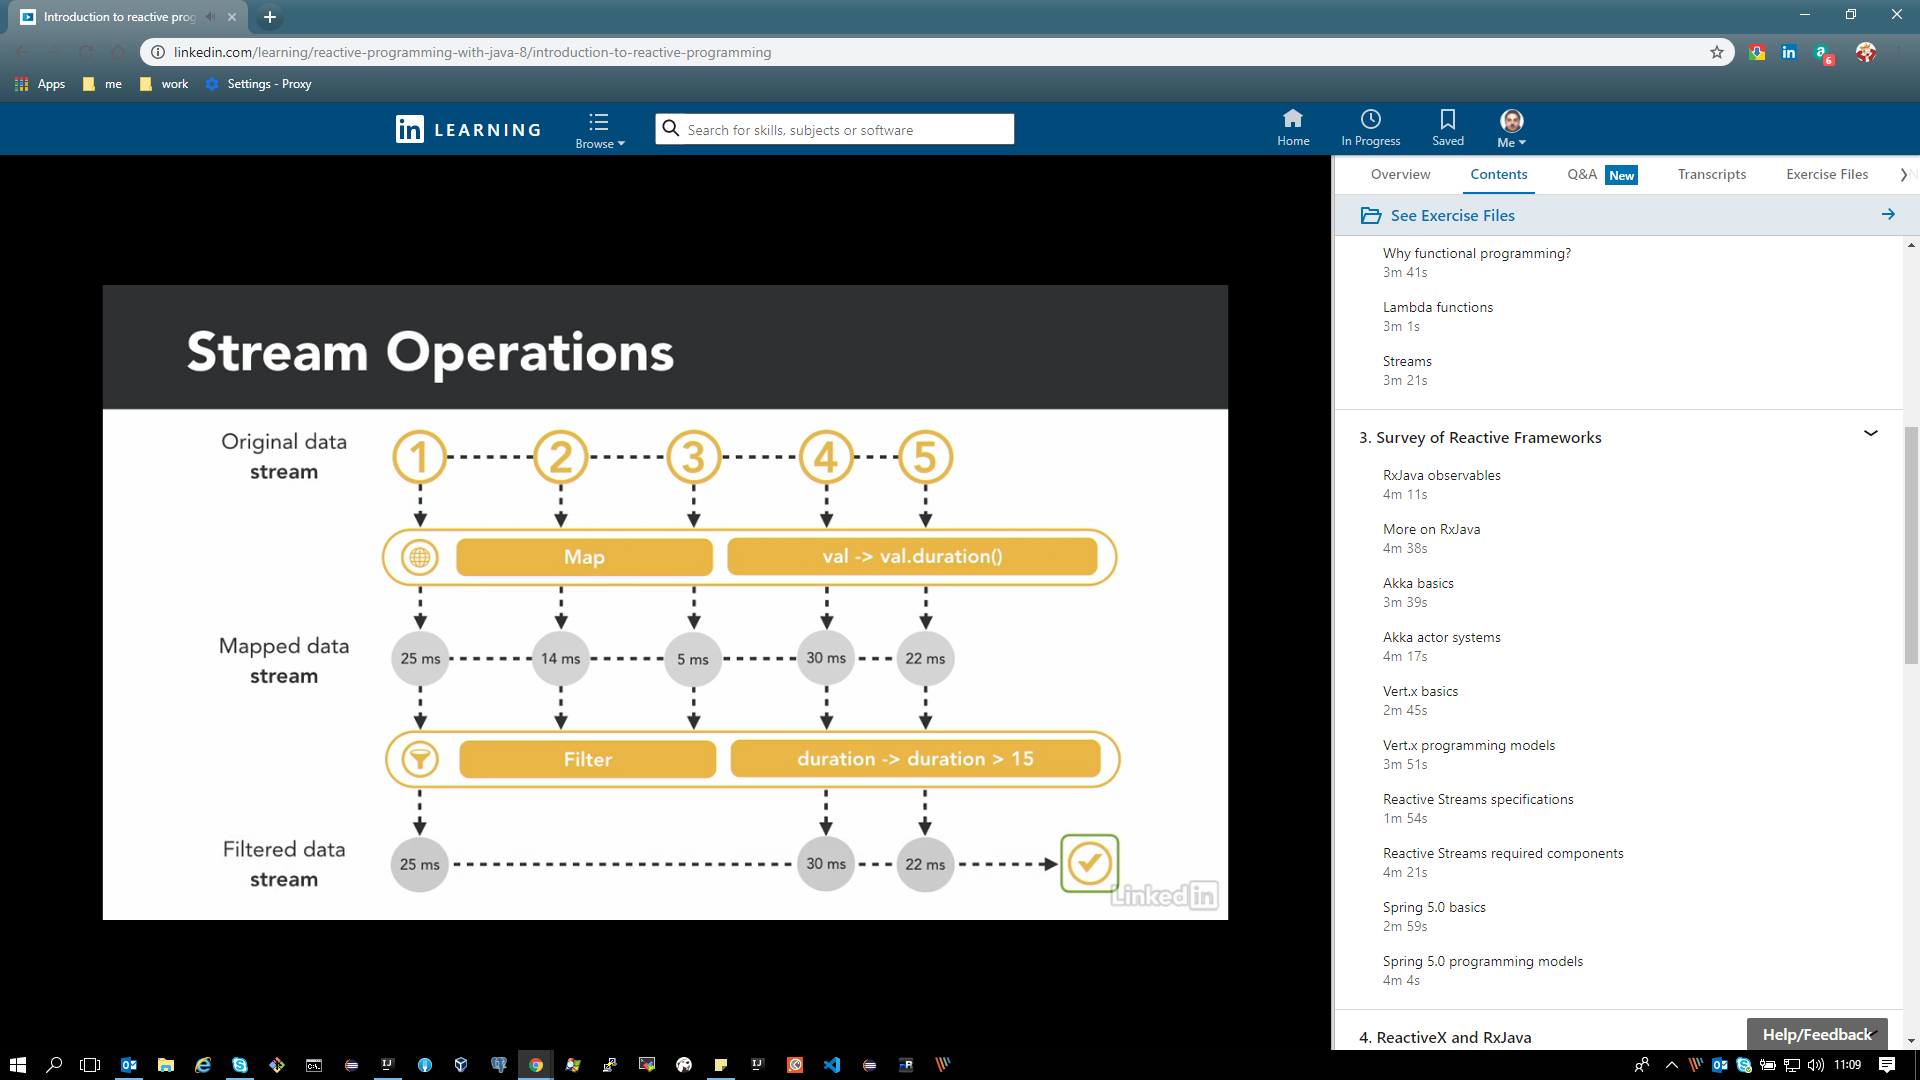 Introduction to reactive prog
linkedin.com/learning/reactive-programming-with-java-8/introduction-to-reactive-programming
6
Apps
me
work
Settings - Proxy
in LEARNING
Browse
Search for skills, subjects or software
Home
In Progress
Saved
Me
Overview
Contents
Q&A New
Transcripts
Exercise Files
See Exercise Files
Why functional programming?
3m 41s
Lambda functions
3m 1s
Streams
3m 21s
3. Survey of Reactive Frameworks
RxJava observables
4m 11s
More on RxJava
4m 38s
Akka basics
3m 39s
Akka actor systems
4m 17s
Vert.x basics
2m 45s
Vert.x programming models
3m 51s
Reactive Streams specifications
1m 54s
Reactive Streams required components
4m 21s
Spring 5.0 basics
2m 59s
Spring 5.0 programming models
4m 4s
4. ReactiveX and RxJava
Help/Feedback
Stream Operations
Original data
stream
1 2 3 4 5
Map val -> val.duration()
Mapped data
stream
25 ms 14 ms 5 ms 30 ms 22 ms
Filter duration -> duration > 15
Filtered data
stream
25 ms 30 ms 22 ms
Linked in
11:09